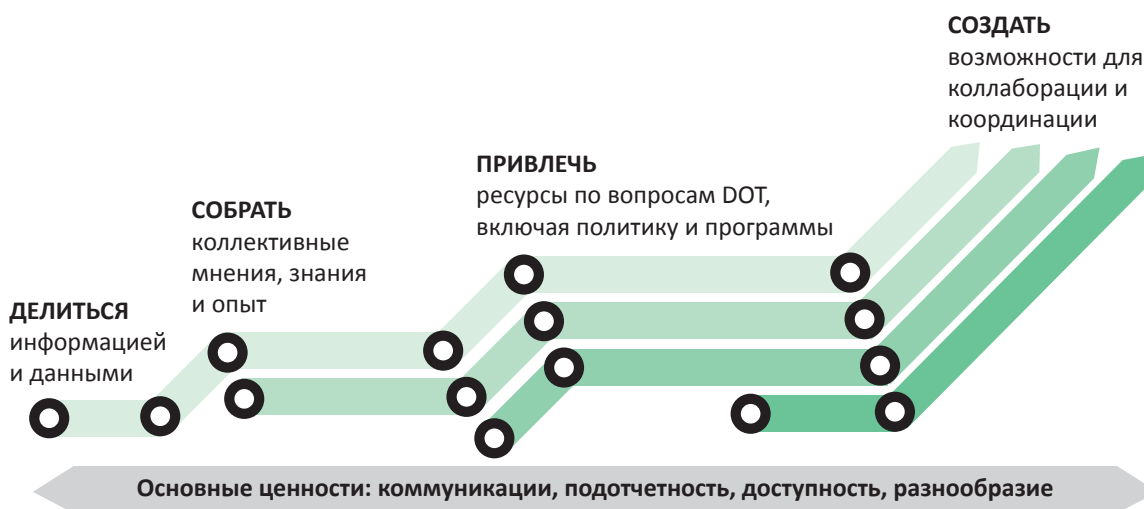 ДЕЛИТЬСЯ
информацией
и данными
СОБРАТЬ
коллективные
мнения, знания
и опыт
ПРИВЛЕЧЬ
ресурсы по вопросам DOT,
включая политику и программы
СОЗДАТЬ
возможности для
коллаборации и
координации
Основные ценности: коммуникации, подотчетность, доступность, разнообразие